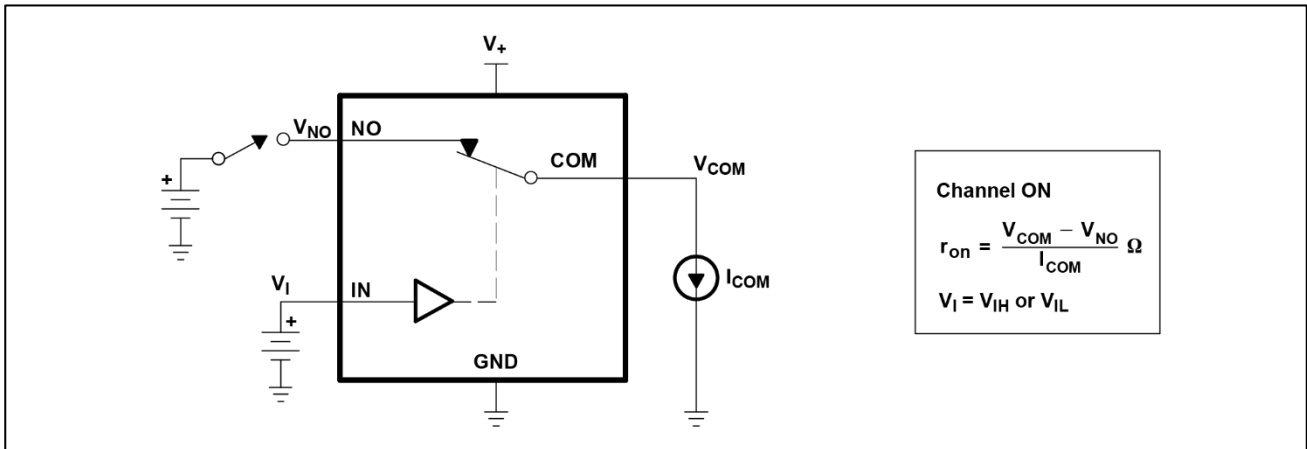 V+
VNO NO
COM
VCOM
+
VI IN
+
ICOM
GND
Channel ON
ron = VCOM − VNO / ICOM Ω
VI = VIH or VIL